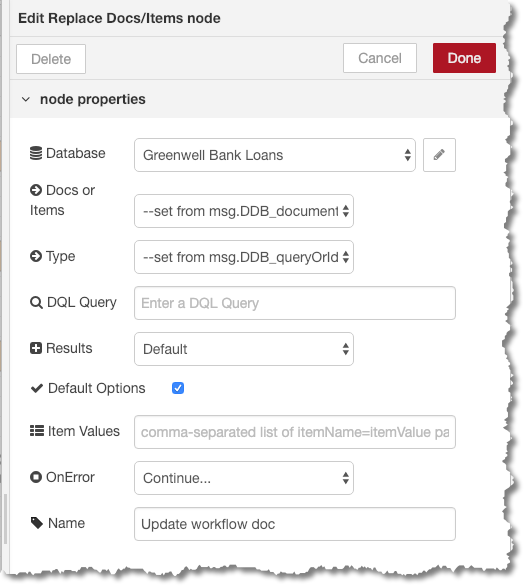 Edit Replace Docs/Items node
Delete Cancel Done
node properties
Database Greenwell Bank Loans
Docs or
Items --set from msg.DDB_document
Type --set from msg.DDB_queryOrId
DQL Query Enter a DQL Query
Results Default
Default Options
Item Values comma-separated list of itemName=itemValue pa
OnError Continue...
Name Update workflow doc